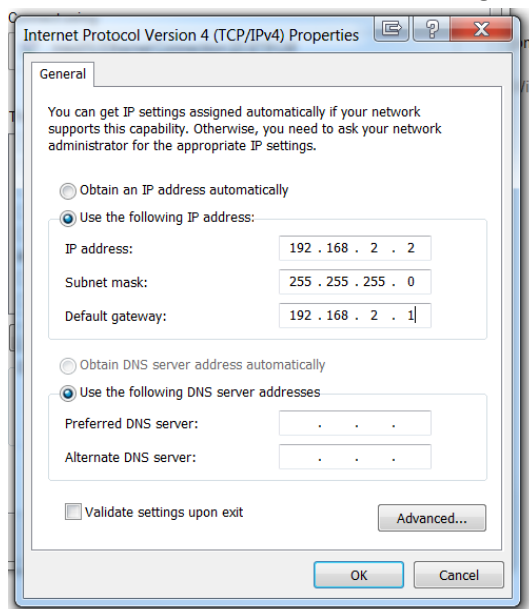 Internet Protocol Version 4 (TCP/IPv4) Properties
General
You can get IP settings assigned automatically if your network
supports this capability. Otherwise, you need to ask your network
administrator for the appropriate IP settings.
Obtain an IP address automatically
Use the following IP address:
IP address: 192 . 168 . 2 . 2
Subnet mask: 255 . 255 . 255 . 0
Default gateway: 192 . 168 . 2 . 1
Obtain DNS server address automatically
Use the following DNS server addresses
Preferred DNS server: . . .
Alternate DNS server: . . .
Validate settings upon exit
Advanced...
OK Cancel